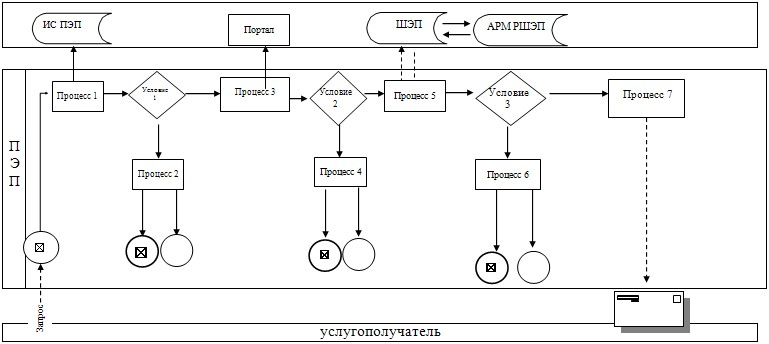 ИС ПЭП
Портал
ШЭП
АРМ РШЭП
ПЭП
Процесс 1
Условие
1
Процесс 3
Условие
2
Процесс 5
Условие
3
Процесс 7
Процесс 2
Процесс 4
Процесс 6
Запрос
услугополучатель